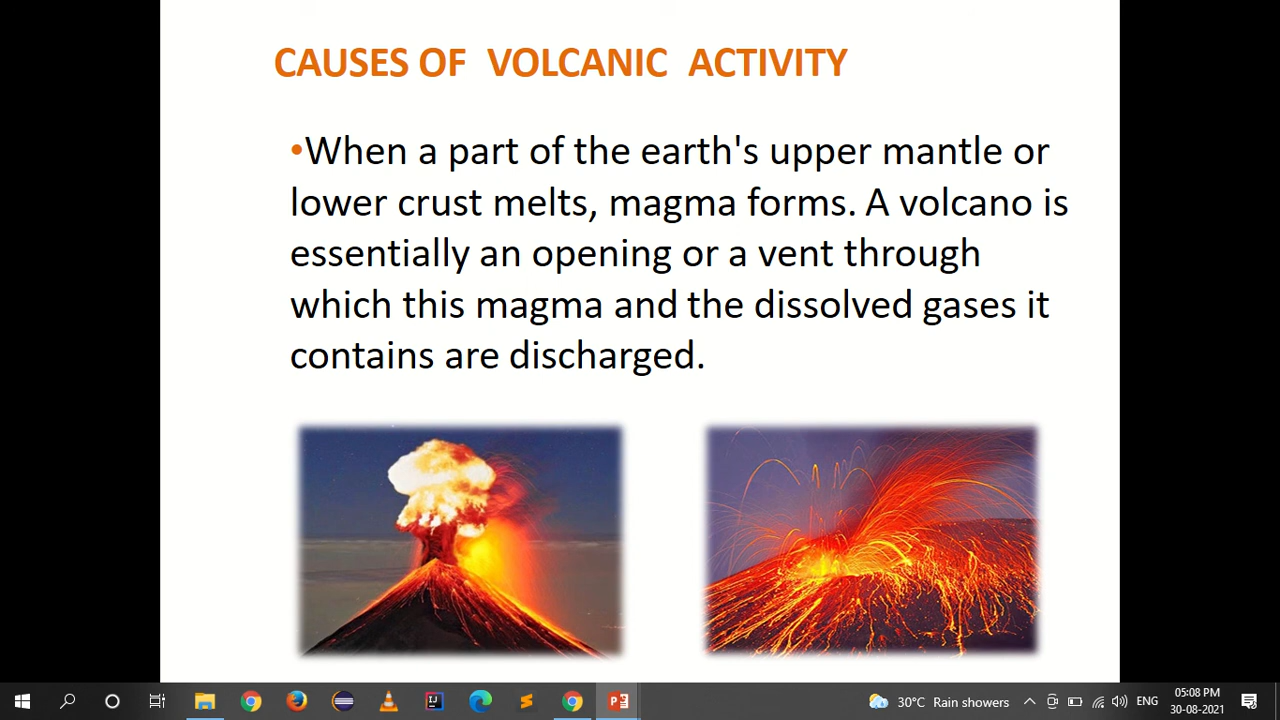 CAUSES OF VOLCANIC ACTIVITY
•When a part of the earth's upper mantle or
lower crust melts, magma forms. A volcano is
essentially an opening or a vent through
which this magma and the dissolved gases it
contains are discharged.
30°C Rain showers
ENG
05:08 PM
30-08-2021